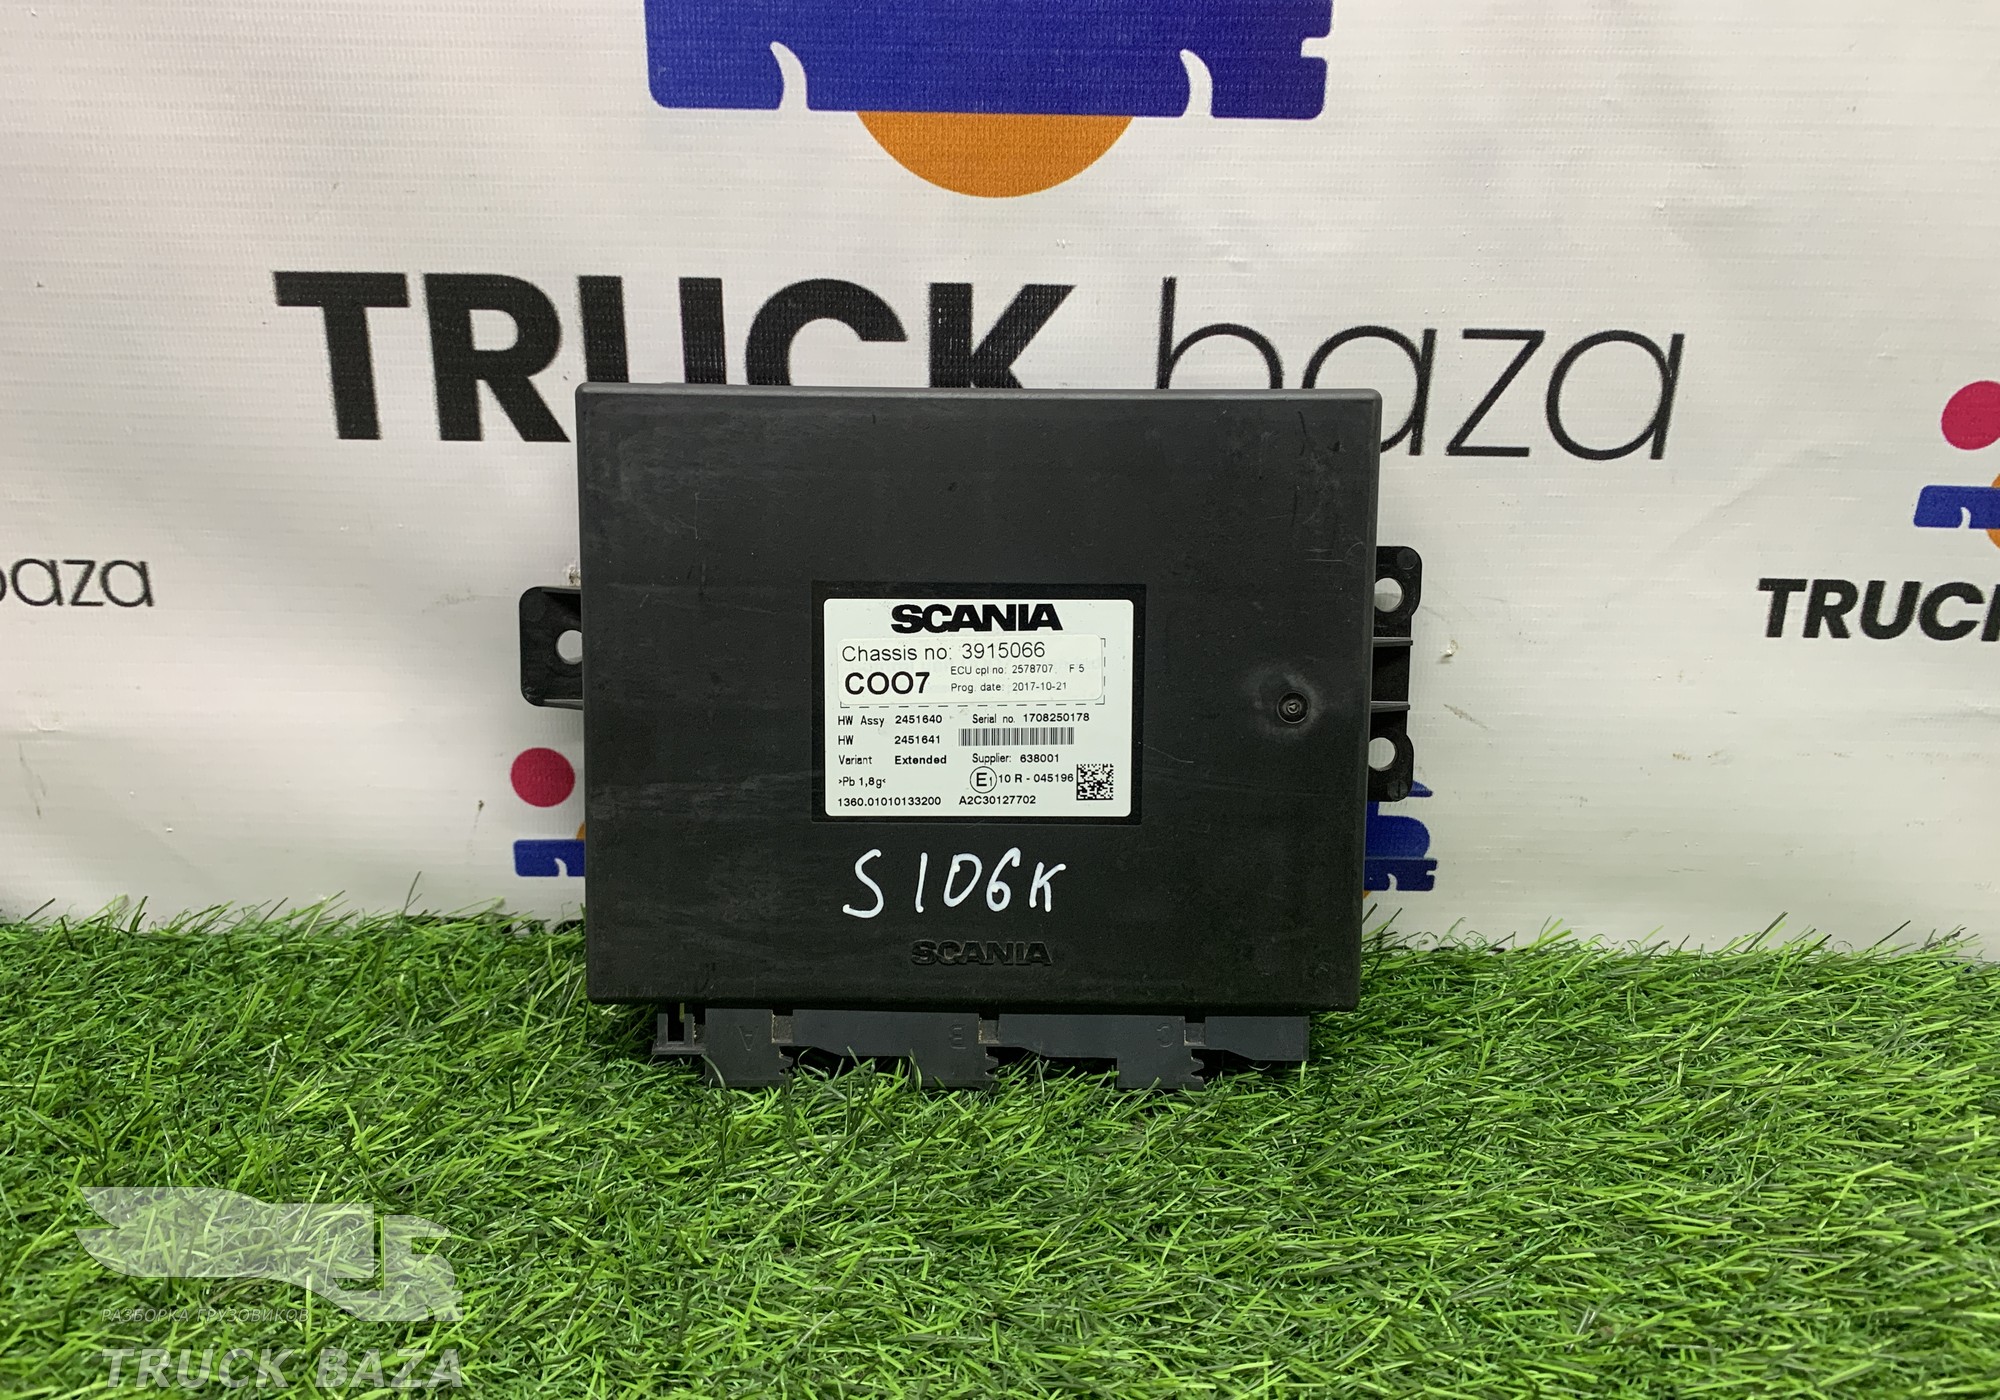 TRUCK baza
baza
TRUCK
SCANIA
Chassis no: 3915066
ECU cpl no: 2578707 F 5
COO7
Prog. date: 2017-10-21
HW Assy 2451640 Serial no. 1708250178
HW 2451641
Variant Extended Supplier: 638001
>Pb 1,8g< E1 10 R - 045196
1360.01010133200 A2C30127702
S106K
SCANIA
A B C
РАЗБОРКА ГРУЗОВИКОВ
TRUCK BAZA